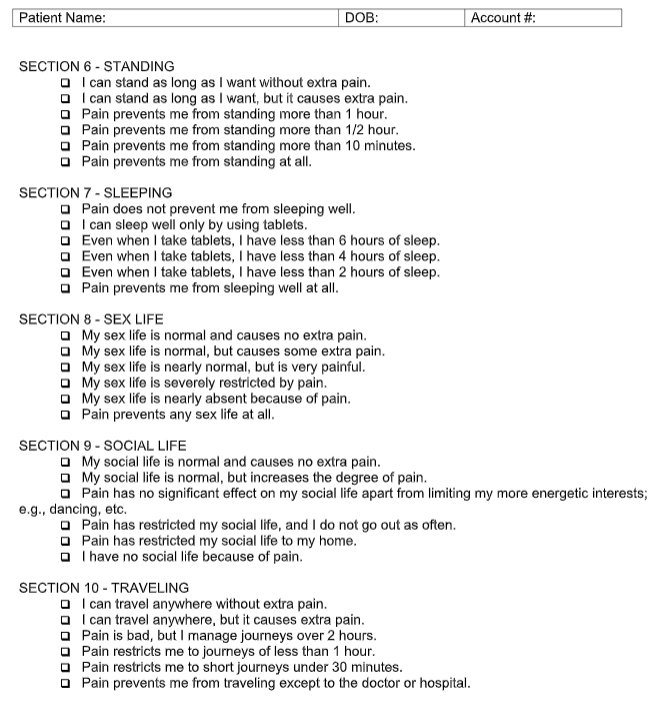 Patient Name: DOB: Account #:
SECTION 6 - STANDING
❑ I can stand as long as I want without extra pain.
❑ I can stand as long as I want, but it causes extra pain.
❑ Pain prevents me from standing more than 1 hour.
❑ Pain prevents me from standing more than 1/2 hour.
❑ Pain prevents me from standing more than 10 minutes.
❑ Pain prevents me from standing at all.
SECTION 7 - SLEEPING
❑ Pain does not prevent me from sleeping well.
❑ I can sleep well only by using tablets.
❑ Even when I take tablets, I have less than 6 hours of sleep.
❑ Even when I take tablets, I have less than 4 hours of sleep.
❑ Even when I take tablets, I have less than 2 hours of sleep.
❑ Pain prevents me from sleeping well at all.
SECTION 8 - SEX LIFE
❑ My sex life is normal and causes no extra pain.
❑ My sex life is normal, but causes some extra pain.
❑ My sex life is nearly normal, but is very painful.
❑ My sex life is severely restricted by pain.
❑ My sex life is nearly absent because of pain.
❑ Pain prevents any sex life at all.
SECTION 9 - SOCIAL LIFE
❑ My social life is normal and causes no extra pain.
❑ My social life is normal, but increases the degree of pain.
❑ Pain has no significant effect on my social life apart from limiting my more energetic interests;
e.g., dancing, etc.
❑ Pain has restricted my social life, and I do not go out as often.
❑ Pain has restricted my social life to my home.
❑ I have no social life because of pain.
SECTION 10 - TRAVELING
❑ I can travel anywhere without extra pain.
❑ I can travel anywhere, but it causes extra pain.
❑ Pain is bad, but I manage journeys over 2 hours.
❑ Pain restricts me to journeys of less than 1 hour.
❑ Pain restricts me to short journeys under 30 minutes.
❑ Pain prevents me from traveling except to the doctor or hospital.